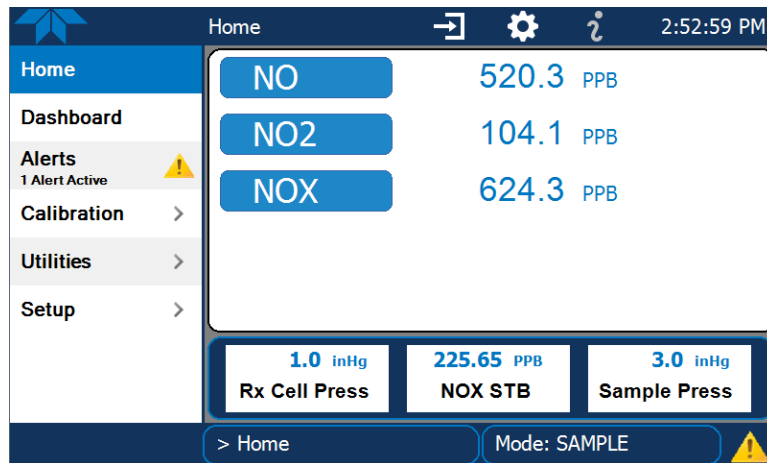 Home 2:52:59 PM
Home
Dashboard
Alerts
1 Alert Active
Calibration
Utilities
Setup
NO 520.3 PPB
NO2 104.1 PPB
NOX 624.3 PPB
1.0 inHg
Rx Cell Press
225.65 PPB
NOX STB
3.0 inHg
Sample Press
> Home
Mode: SAMPLE